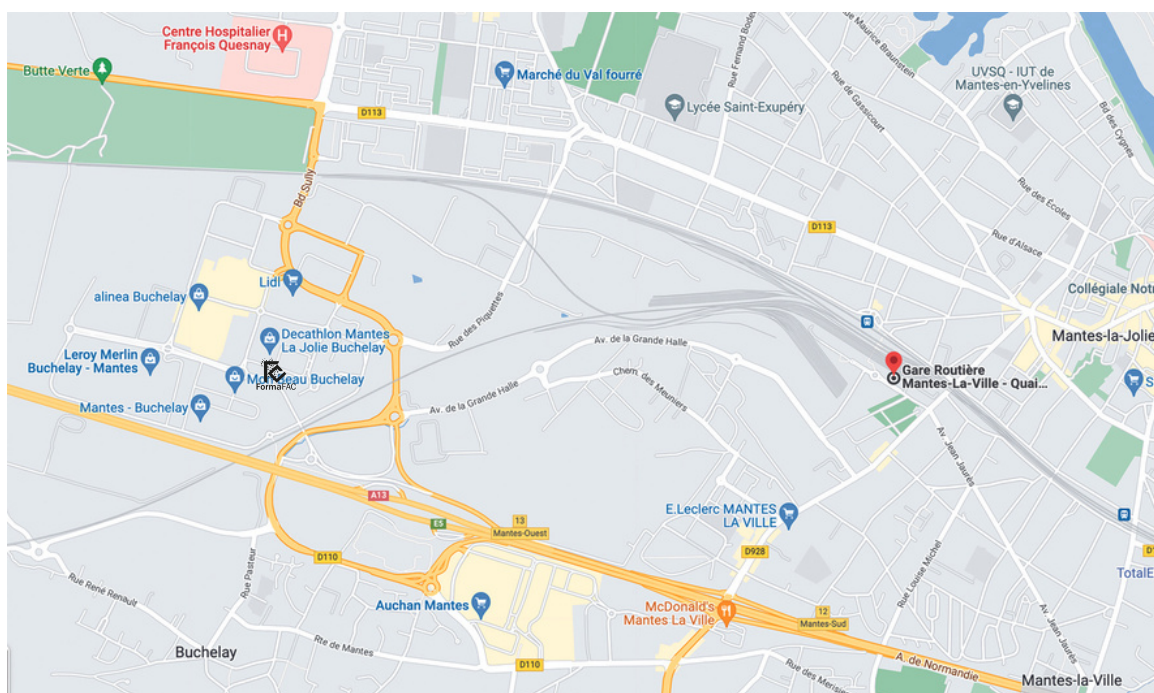 Centre Hospitalier
François Quesnay
Butte Verte
Marché du Val fourré
Rue Fernand Bodet
Rue Maurice Braunstein
Rue de Gassicourt
UVSQ - IUT de
Mantes-en-Yvelines
Bd des Cygnes
Lycée Saint-Exupéry
D113
Bd Sully
Rue des Écoles
D113
Rue d'Alsace
Lidl
alinea Buchelay
Collégiale Notr
Rue des Piquettes
Decathlon Mantes
La Jolie Buchelay
Av. de la Grande Halle
Mantes-la-Jolie
Leroy Merlin
Buchelay - Mantes
FormaFAC
Buchelay
Chem. des Meuniers
Gare Routière
Mantes-La-Ville - Quai...
S
Mantes - Buchelay
Av. de la Grande Halle
Av. Jean Jaurès
A13
E5
13
Mantes-Ouest
E.Leclerc MANTES
LA VILLE
D928
D110
Rue Pasteur
Rue Louise Michel
D1
TotalE
Rue René Renault
Auchan Mantes
McDonald's
Mantes La Ville
12
Mantes-Sud
Av. Jean Jaurès
Buchelay
Rte de Mantes
D110
A. de Normandie
Rue des Merisie
Mantes-la-Ville